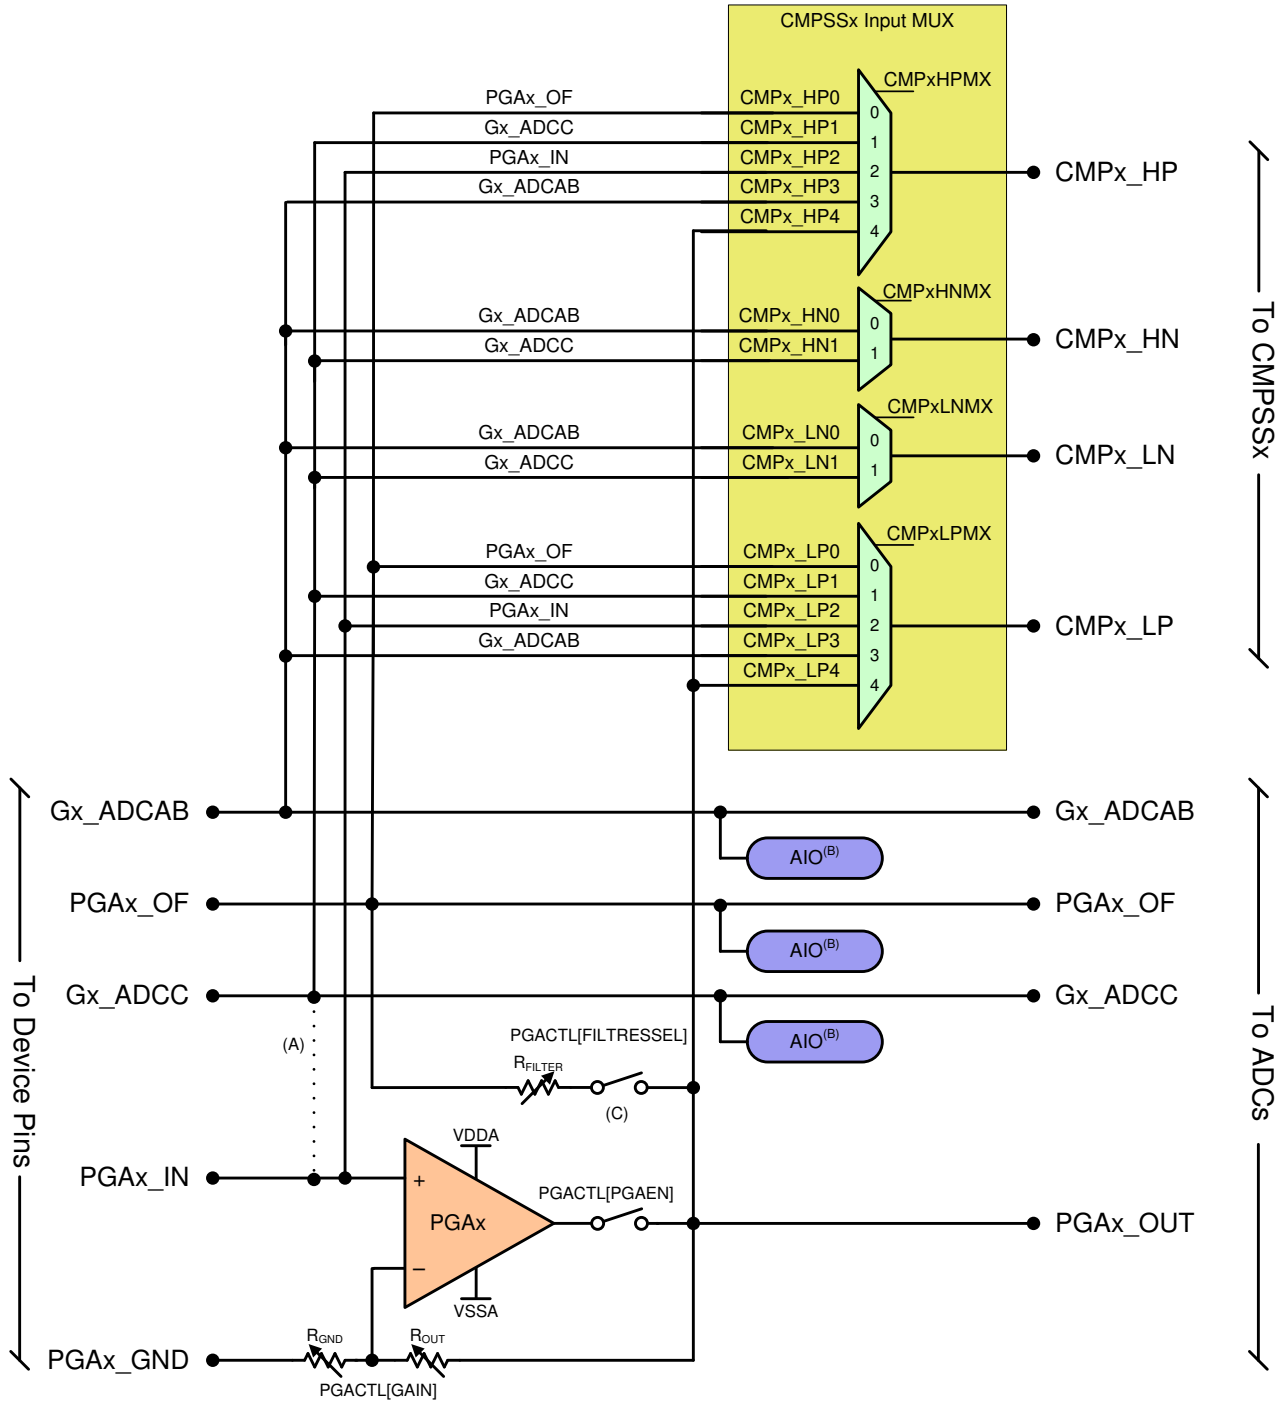 CMPSSx Input MUX
CMPxHPMX
PGAx_OF CMPx_HP0 0
Gx_ADCC CMPx_HP1 1
PGAx_IN CMPx_HP2 2 CMPx_HP
Gx_ADCAB CMPx_HP3 3
CMPx_HP4 4
CMPxHNMX
Gx_ADCAB CMPx_HN0 0
CMPx_HN
Gx_ADCC CMPx_HN1 1
To CMPSSx
CMPxLNMX
Gx_ADCAB CMPx_LN0 0
CMPx_LN
Gx_ADCC CMPx_LN1 1
CMPxLPMX
PGAx_OF CMPx_LP0 0
Gx_ADCC CMPx_LP1 1
PGAx_IN CMPx_LP2 2 CMPx_LP
Gx_ADCAB CMPx_LP3 3
CMPx_LP4 4
Gx_ADCAB Gx_ADCAB
AIO(B)
PGAx_OF PGAx_OF
AIO(B)
Gx_ADCC Gx_ADCC
To Device Pins
To ADCs
(A) PGACTL[FILTRESSEL] AIO(B)
RFILTER
(C)
VDDA
PGAx_IN + PGACTL[PGAEN]
PGAx PGAx_OUT
−
VSSA
RGND ROUT
PGAx_GND
PGACTL[GAIN]